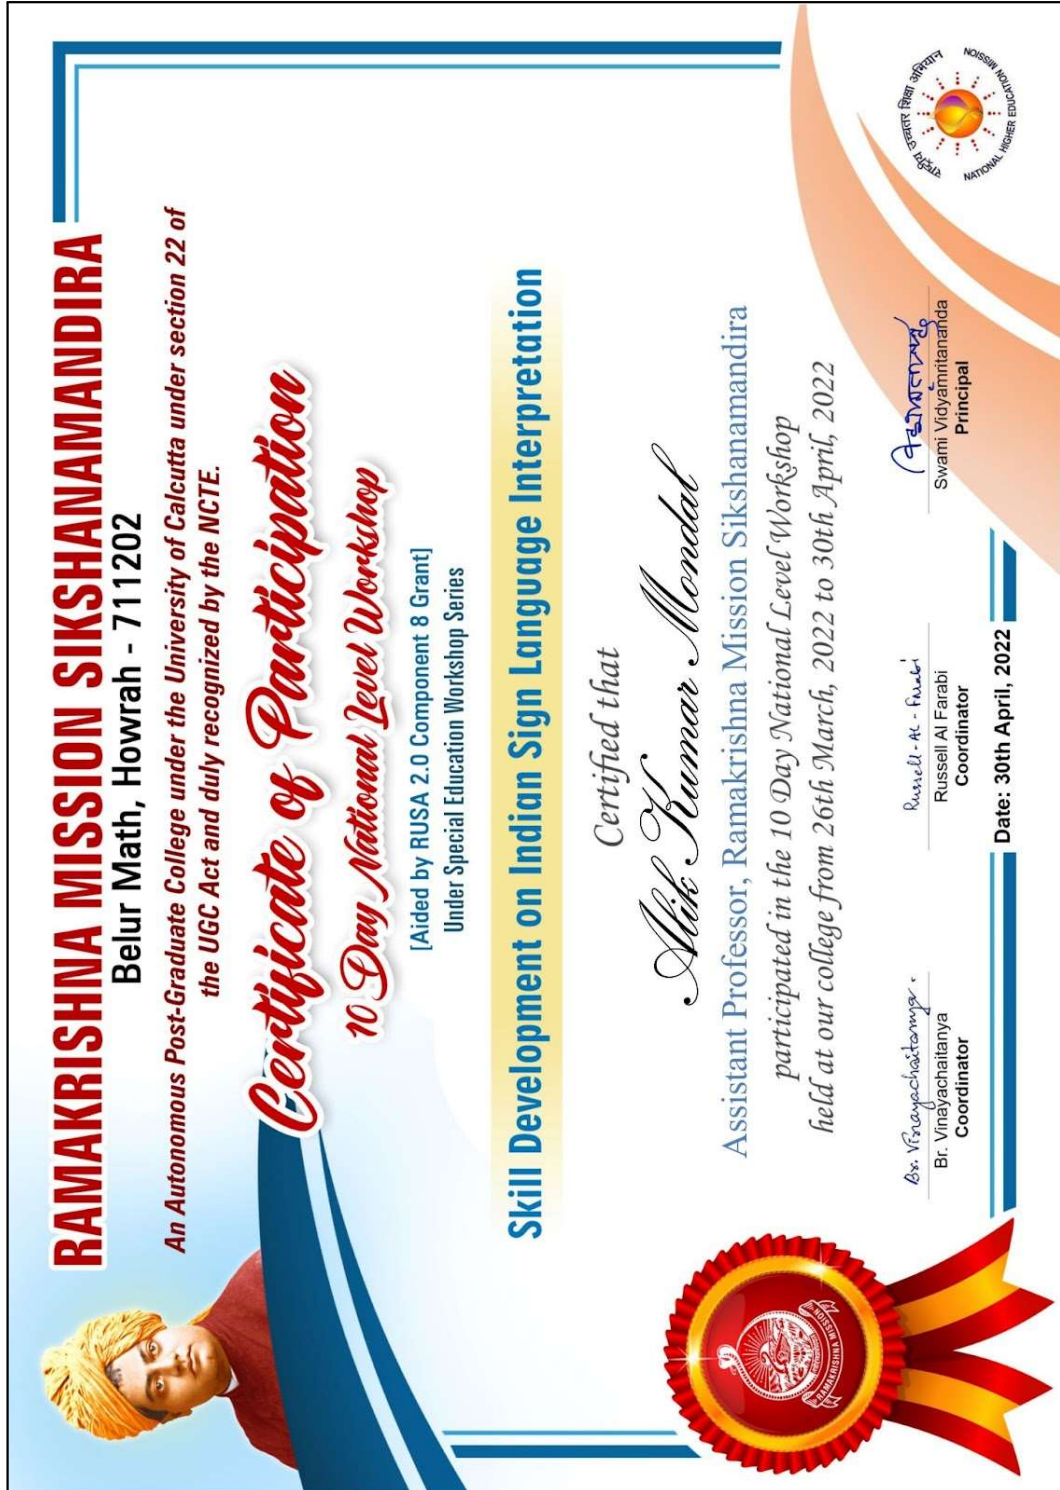 RAMAKRISHNA MISSION SIKSHANAMANDIRA
Belur Math, Howrah - 711202
An Autonomous Post-Graduate College under the University of Calcutta under section 22 of
the UGC Act and duly recognized by the NCTE.
Certificate of Participation
10 Day National Level Workshop
[Aided by RUSA 2.0 Component 8 Grant]
Under Special Education Workshop Series
Skill Development on Indian Sign Language Interpretation
Certified that
Alik Kumar Mondal
Assistant Professor, Ramakrishna Mission Sikshanamandira
participated in the 10 Day National Level Workshop
held at our college from 26th March, 2022 to 30th April, 2022
Br. Vinayachaitanya.
Br. Vinayachaitanya
Coordinator
Russell-Al-Farabi
Russell Al Farabi
Coordinator
Swami Vidyamritananda
Principal
Date: 30th April, 2022
RAMAKRISHNA MISSION
राष्ट्रीय उच्चतर शिक्षा अभियान
NATIONAL HIGHER EDUCATION MISSION